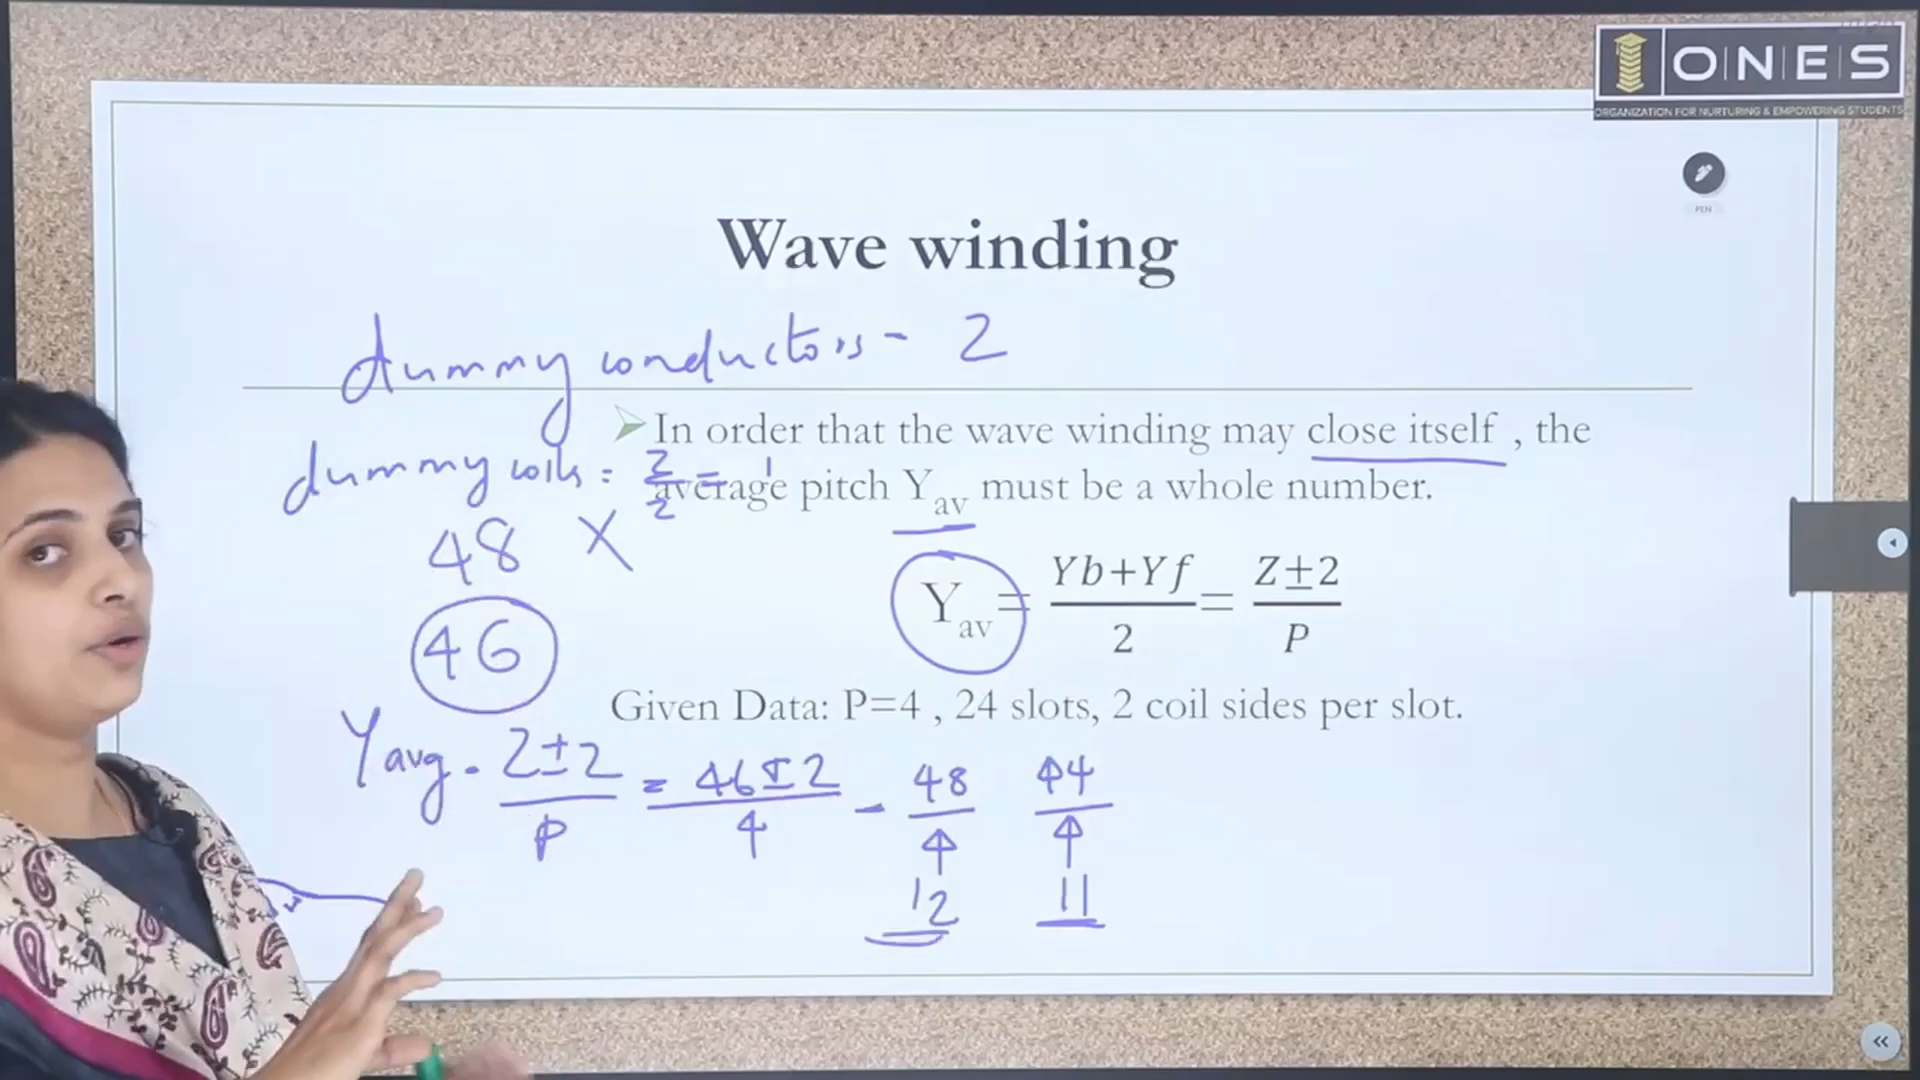 ONES
ORGANIZATION FOR NURTURING & EMPOWERING STUDENTS
PEN
Wave winding
dummy conductors - 2
➤ In order that the wave winding may close itself , the
average pitch Yav must be a whole number.
dummy coils = 2/2 = 1
48 X
46
Yav = Yb+Yf/2 = Z±2/P
Given Data: P=4 , 24 slots, 2 coil sides per slot.
Yavg. Z±2/P = 46±2/4 - 48/4 44/4
12 11